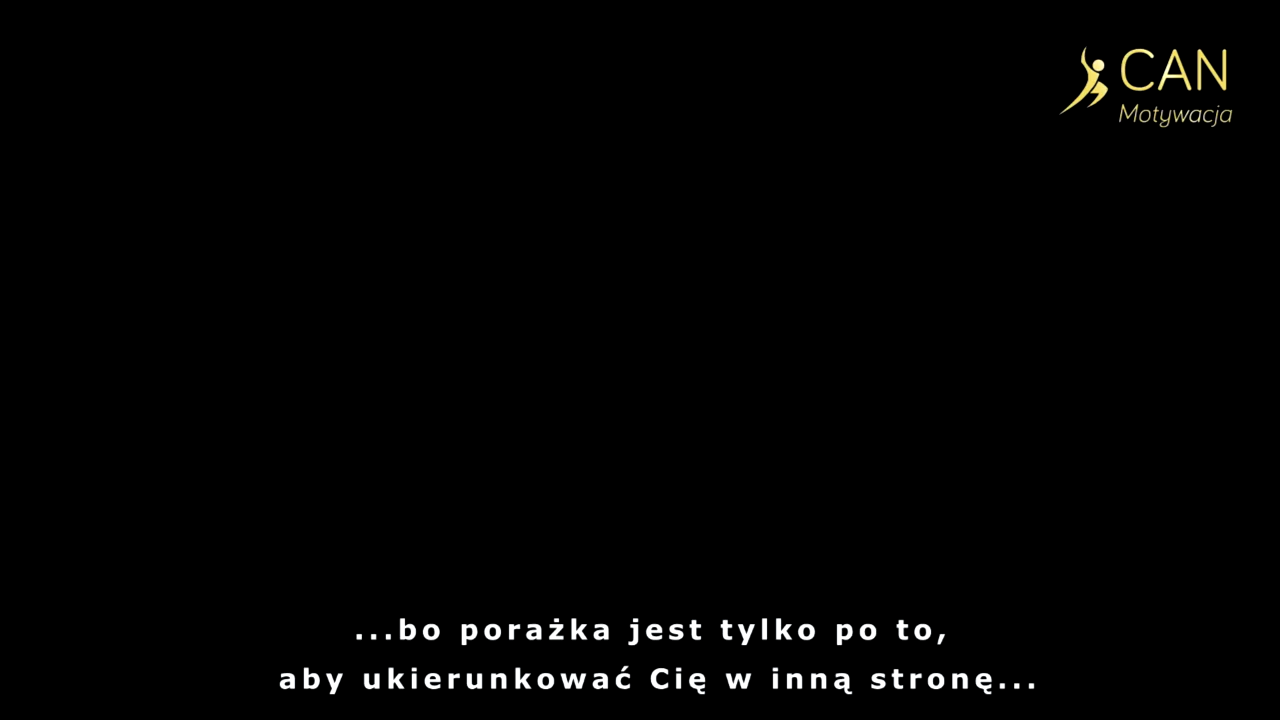 CAN
Motywacja
...bo porażka jest tylko po to,
aby ukierunkować Cię w inną stronę...